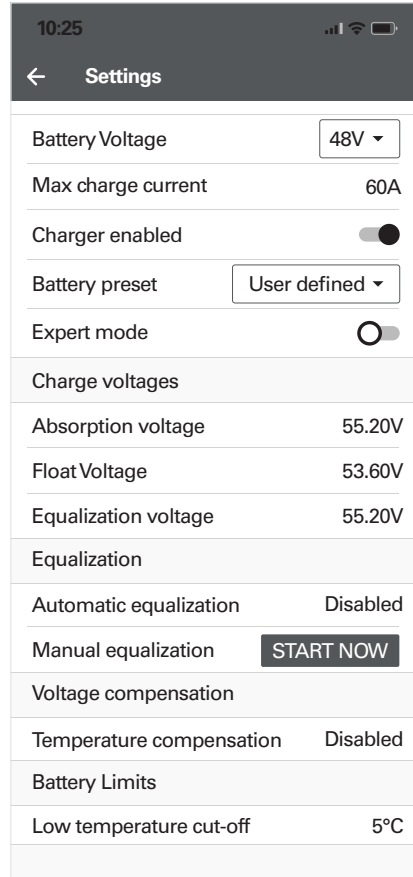 10:25
Settings
Battery Voltage 48V
Max charge current 60A
Charger enabled
Battery preset User defined
Expert mode
Charge voltages
Absorption voltage 55.20V
Float Voltage 53.60V
Equalization voltage 55.20V
Equalization
Automatic equalization Disabled
Manual equalization START NOW
Voltage compensation
Temperature compensation Disabled
Battery Limits
Low temperature cut-off 5°C